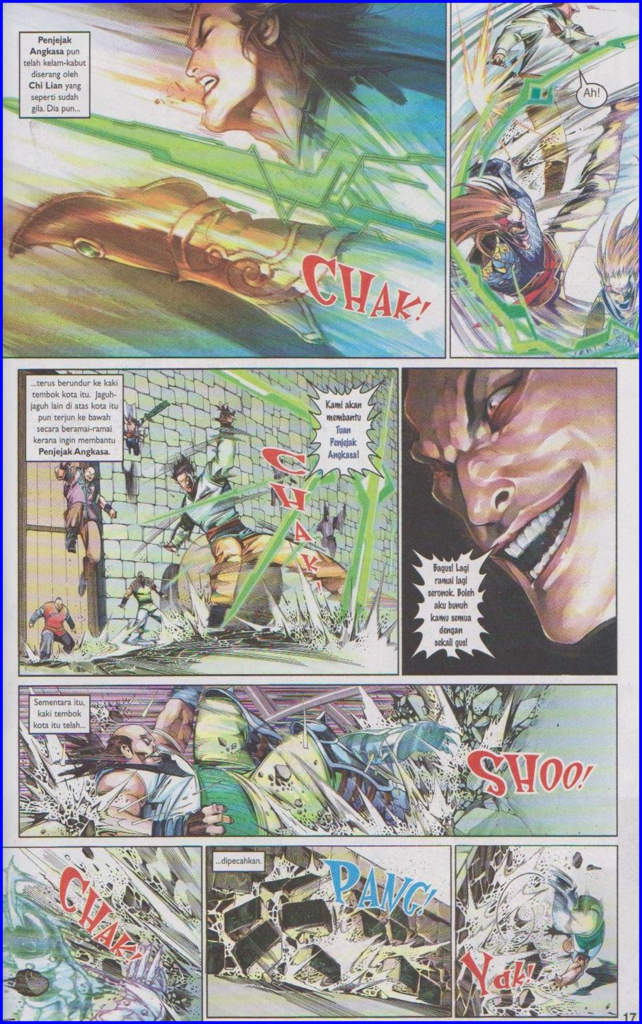 Penjejak
Angkasa pun
telah kelam-kabut
diserang oleh
Chi Lian yang
seperti sudah
gila. Dia pun...
CHAK!
Ah!
...terus berundur ke kaki
tembok kota itu. Jaguh-
jaguh lain di atas kota itu
pun terjun ke bawah
secara beramai-ramai
kerana ingin membantu
Penjejak Angkasa.
Kami akan
membantu
Tuan
Penjejak
Angkasa!
CHAK!
Bagus! Lagi
ramai lagi
seronok. Boleh
aku bunuh
kamu semua
dengan
sekali gus!
Sementara itu,
kaki tembok
kota itu telah...
SHOO!
CHAK!
...dipecahkan.
PANG!
Yak!
17